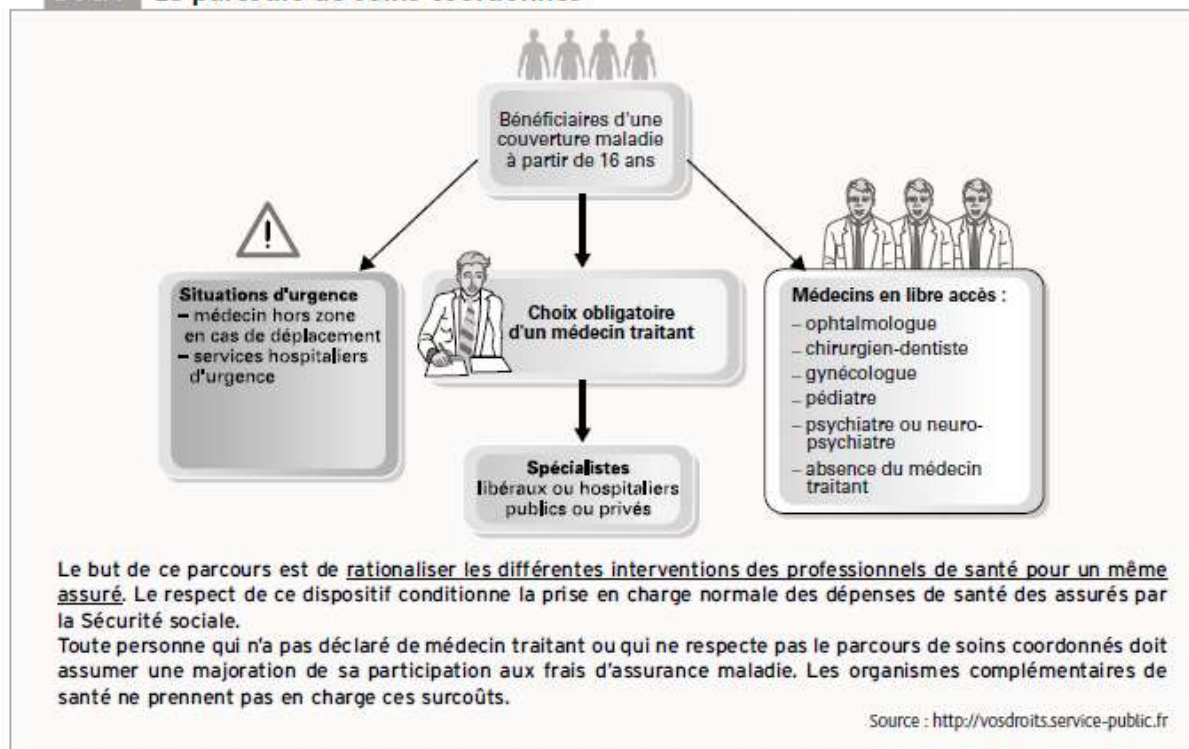 Bénéficiaires d'une
couverture maladie
à partir de 16 ans
Situations d'urgence
– médecin hors zone
en cas de déplacement
– services hospitaliers
d'urgence
Choix obligatoire
d'un médecin traitant
Spécialistes
libéraux ou hospitaliers
publics ou privés
Médecins en libre accès :
– ophtalmologue
– chirurgien-dentiste
– gynécologue
– pédiatre
– psychiatre ou neuro-
psychiatre
– absence du médecin
traitant
Le but de ce parcours est de rationaliser les différentes interventions des professionnels de santé pour un même
assuré. Le respect de ce dispositif conditionne la prise en charge normale des dépenses de santé des assurés par
la Sécurité sociale.
Toute personne qui n'a pas déclaré de médecin traitant ou qui ne respecte pas le parcours de soins coordonnés doit
assumer une majoration de sa participation aux frais d'assurance maladie. Les organismes complémentaires de
santé ne prennent pas en charge ces surcoûts.
Source : http://vosdroits.service-public.fr